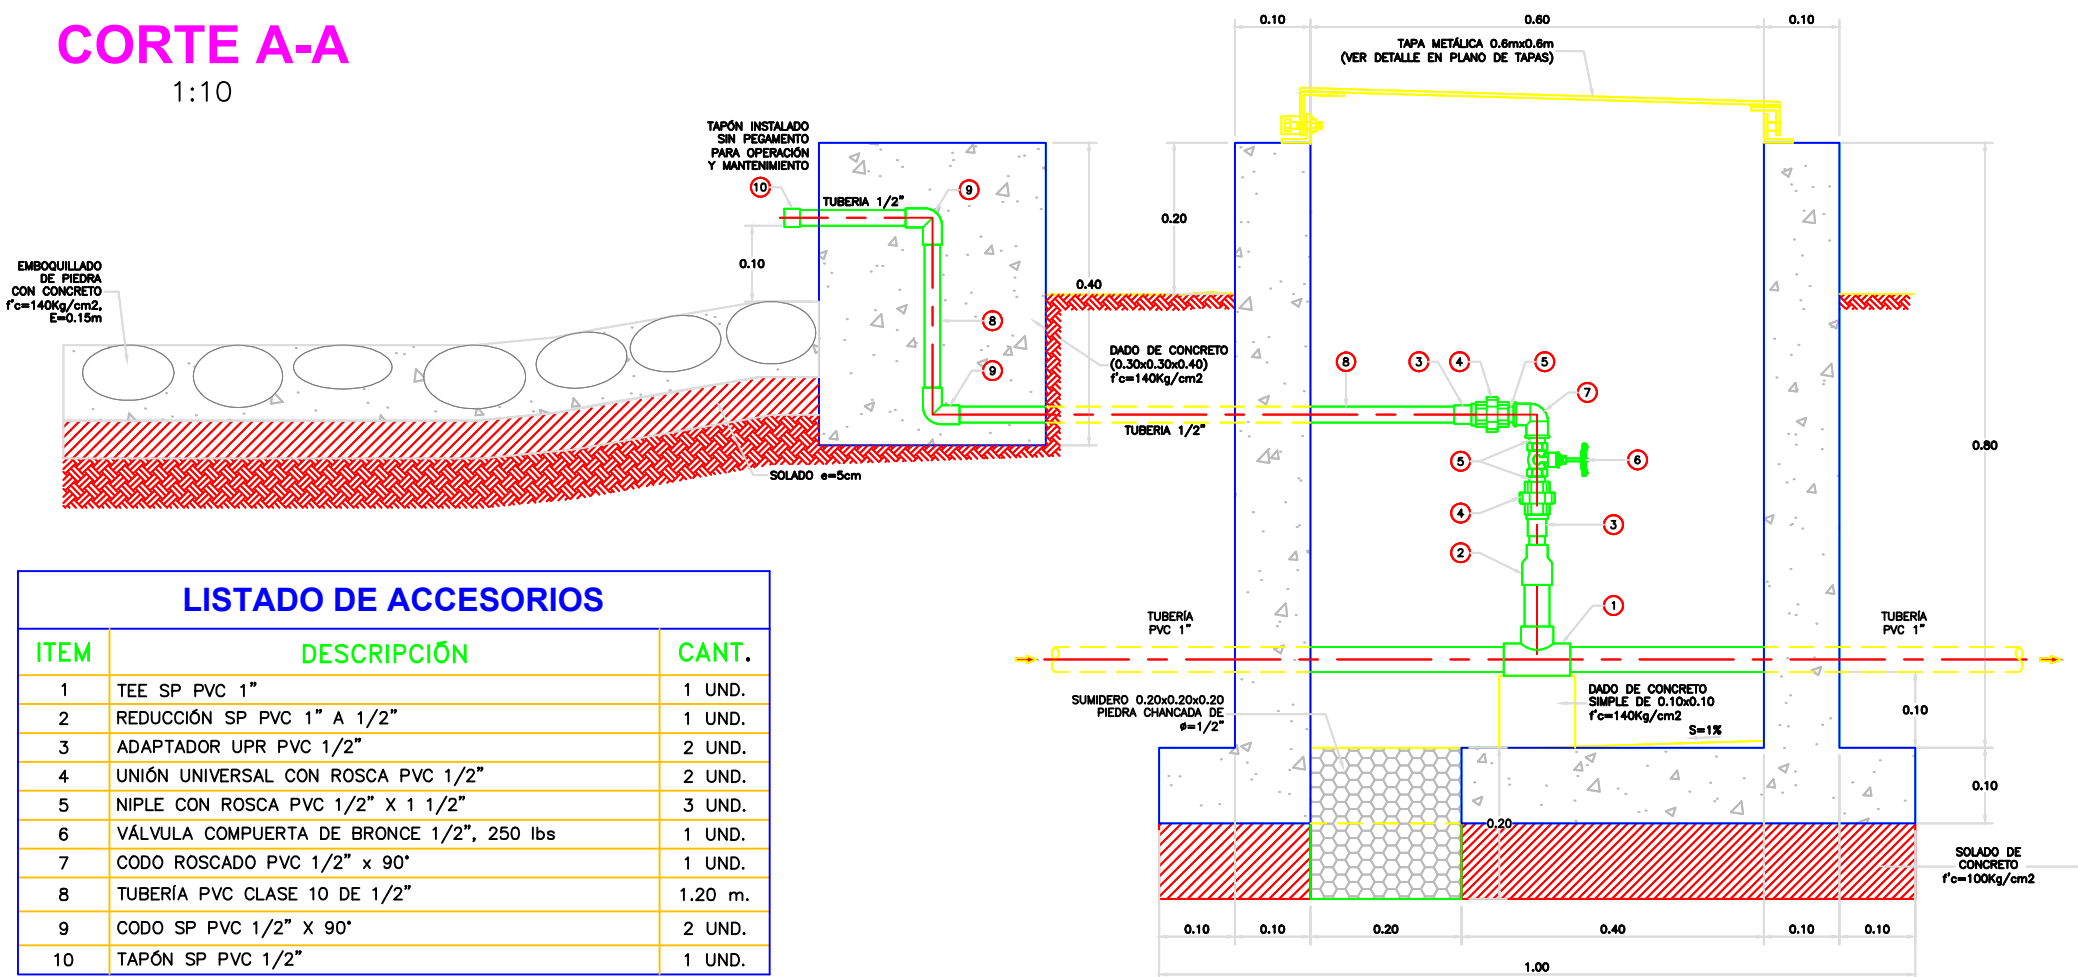 CORTE A-A
1:10
0.10
0.60
0.10
TAPA METÁLICA 0.6mx0.6m
(VER DETALLE EN PLANO DE TAPAS)
TAPÓN INSTALADO
SIN PEGAMENTO
PARA OPERACIÓN
Y MANTENIMIENTO
10
9
TUBERIA 1/2"
0.20
0.10
EMBOQUILLADO
DE PIEDRA
CON CONCRETO
f'c=140Kg/cm2,
E=0.15m
0.40
8
DADO DE CONCRETO
(0.30x0.30x0.40)
f'c=140Kg/cm2
9
8
3
4
5
7
TUBERIA 1/2"
0.80
SOLADO e=5cm
5
6
4
3
2
1
TUBERÍA
PVC 1"
TUBERÍA
PVC 1"
SUMIDERO 0.20x0.20x0.20
PIEDRA CHANCADA DE
ø=1/2"
DADO DE CONCRETO
SIMPLE DE 0.10x0.10
f'c=140Kg/cm2
S=1%
0.10
0.10
0.20
SOLADO DE
CONCRETO
f'c=100Kg/cm2
0.10
0.10
0.20
0.40
0.10
0.10
1.00
LISTADO DE ACCESORIOS
ITEM DESCRIPCIÓN CANT.
1 TEE SP PVC 1" 1 UND.
2 REDUCCIÓN SP PVC 1" A 1/2" 1 UND.
3 ADAPTADOR UPR PVC 1/2" 2 UND.
4 UNIÓN UNIVERSAL CON ROSCA PVC 1/2" 2 UND.
5 NIPLE CON ROSCA PVC 1/2" X 1 1/2" 3 UND.
6 VÁLVULA COMPUERTA DE BRONCE 1/2", 250 lbs 1 UND.
7 CODO ROSCADO PVC 1/2" x 90° 1 UND.
8 TUBERÍA PVC CLASE 10 DE 1/2" 1.20 m.
9 CODO SP PVC 1/2" X 90° 2 UND.
10 TAPÓN SP PVC 1/2" 1 UND.